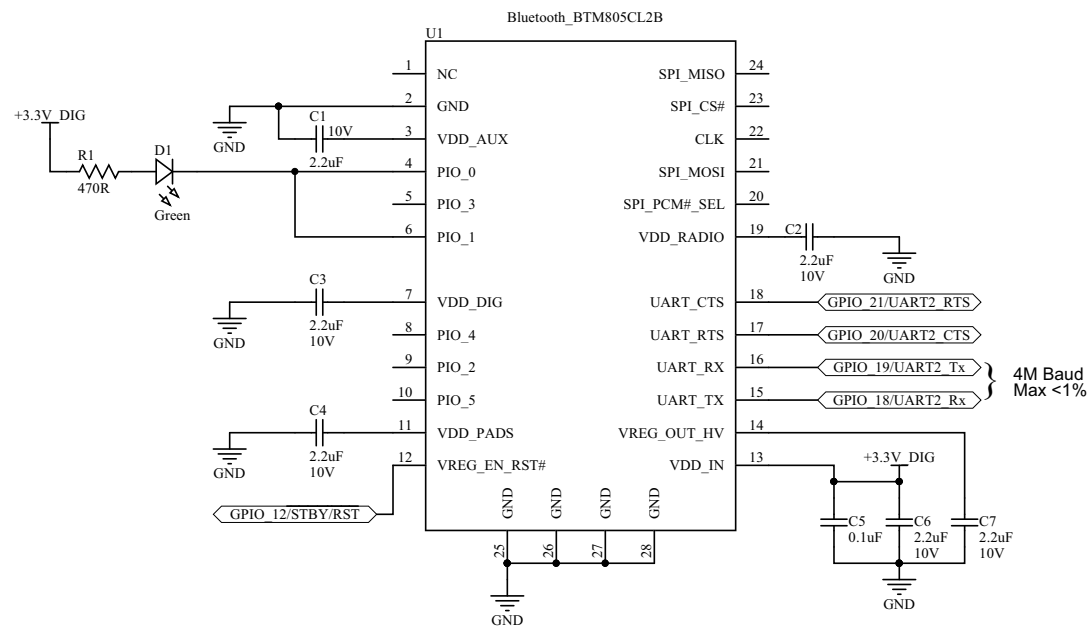 Bluetooth_BTM805CL2B
U1
1 NC
2 GND
3 VDD_AUX
4 PIO_0
5 PIO_3
6 PIO_1
7 VDD_DIG
8 PIO_4
9 PIO_2
10 PIO_5
11 VDD_PADS
12 VREG_EN_RST#
SPI_MISO 24
SPI_CS# 23
CLK 22
SPI_MOSI 21
SPI_PCM#_SEL 20
VDD_RADIO 19
UART_CTS 18
UART_RTS 17
UART_RX 16
UART_TX 15
VREG_OUT_HV 14
VDD_IN 13
GND 25
GND 26
GND 27
GND 28
GND
+3.3V_DIG
R1
470R
D1
Green
GND
C1
10V
2.2uF
C3
2.2uF
10V
GND
C4
2.2uF
10V
GND
GPIO_12/STBY/RST
C2
2.2uF
10V
GND
GPIO_21/UART2_RTS
GPIO_20/UART2_CTS
GPIO_19/UART2_Tx
GPIO_18/UART2_Rx
4M Baud
Max <1%
+3.3V_DIG
C5
0.1uF
C6
2.2uF
10V
C7
2.2uF
10V
GND